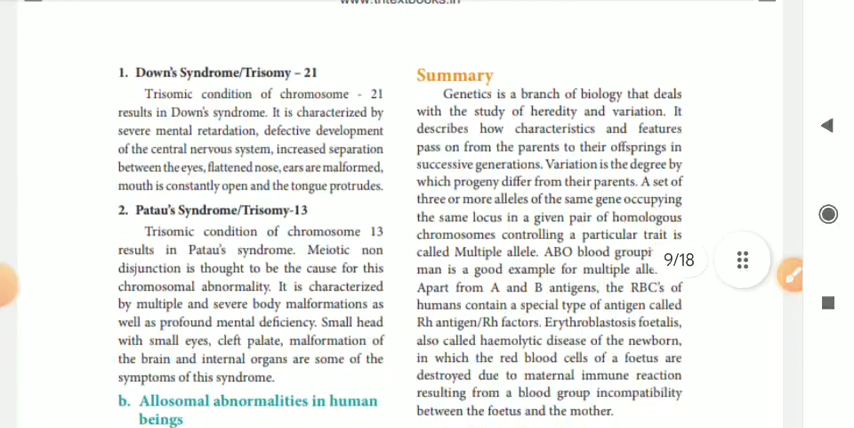 1. Down's Syndrome/Trisomy – 21
Trisomic condition of chromosome - 21
results in Down's syndrome. It is characterized by
severe mental retardation, defective development
of the central nervous system, increased separation
between the eyes, flattened nose, ears are malformed,
mouth is constantly open and the tongue protrudes.
2. Patau's Syndrome/Trisomy-13
Trisomic condition of chromosome 13
results in Patau's syndrome. Meiotic non
disjunction is thought to be the cause for this
chromosomal abnormality. It is characterized
by multiple and severe body malformations as
well as profound mental deficiency. Small head
with small eyes, cleft palate, malformation of
the brain and internal organs are some of the
symptoms of this syndrome.
b. Allosomal abnormalities in human
beings
Summary
Genetics is a branch of biology that deals
with the study of heredity and variation. It
describes how characteristics and features
pass on from the parents to their offsprings in
successive generations. Variation is the degree by
which progeny differ from their parents. A set of
three or more alleles of the same gene occupying
the same locus in a given pair of homologous
chromosomes controlling a particular trait is
called Multiple allele. ABO blood
man is a good example for multiple
Apart from A and B antigens, the RBC's of
humans contain a special type of antigen called
Rh antigen/Rh factors. Erythroblastosis foetalis,
also called haemolytic disease of the newborn,
in which the red blood cells of a foetus are
destroyed due to maternal immune reaction
resulting from a blood group incompatibility
between the foetus and the mother.
9/18